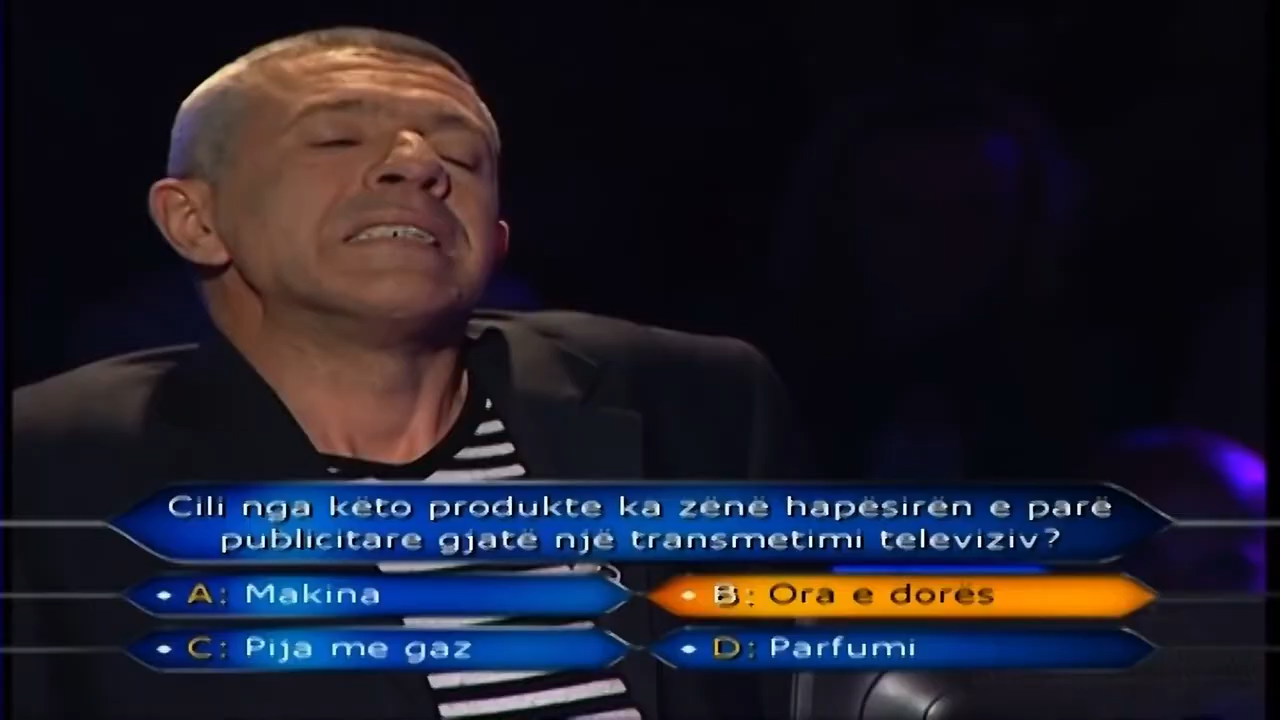 Cili nga këto produkte ka zënë hapësirën e parë
publicitare gjatë një transmetimi televiziv?
A: Makina
B: Ora e dorës
C: Pija me gaz
D: Parfumi